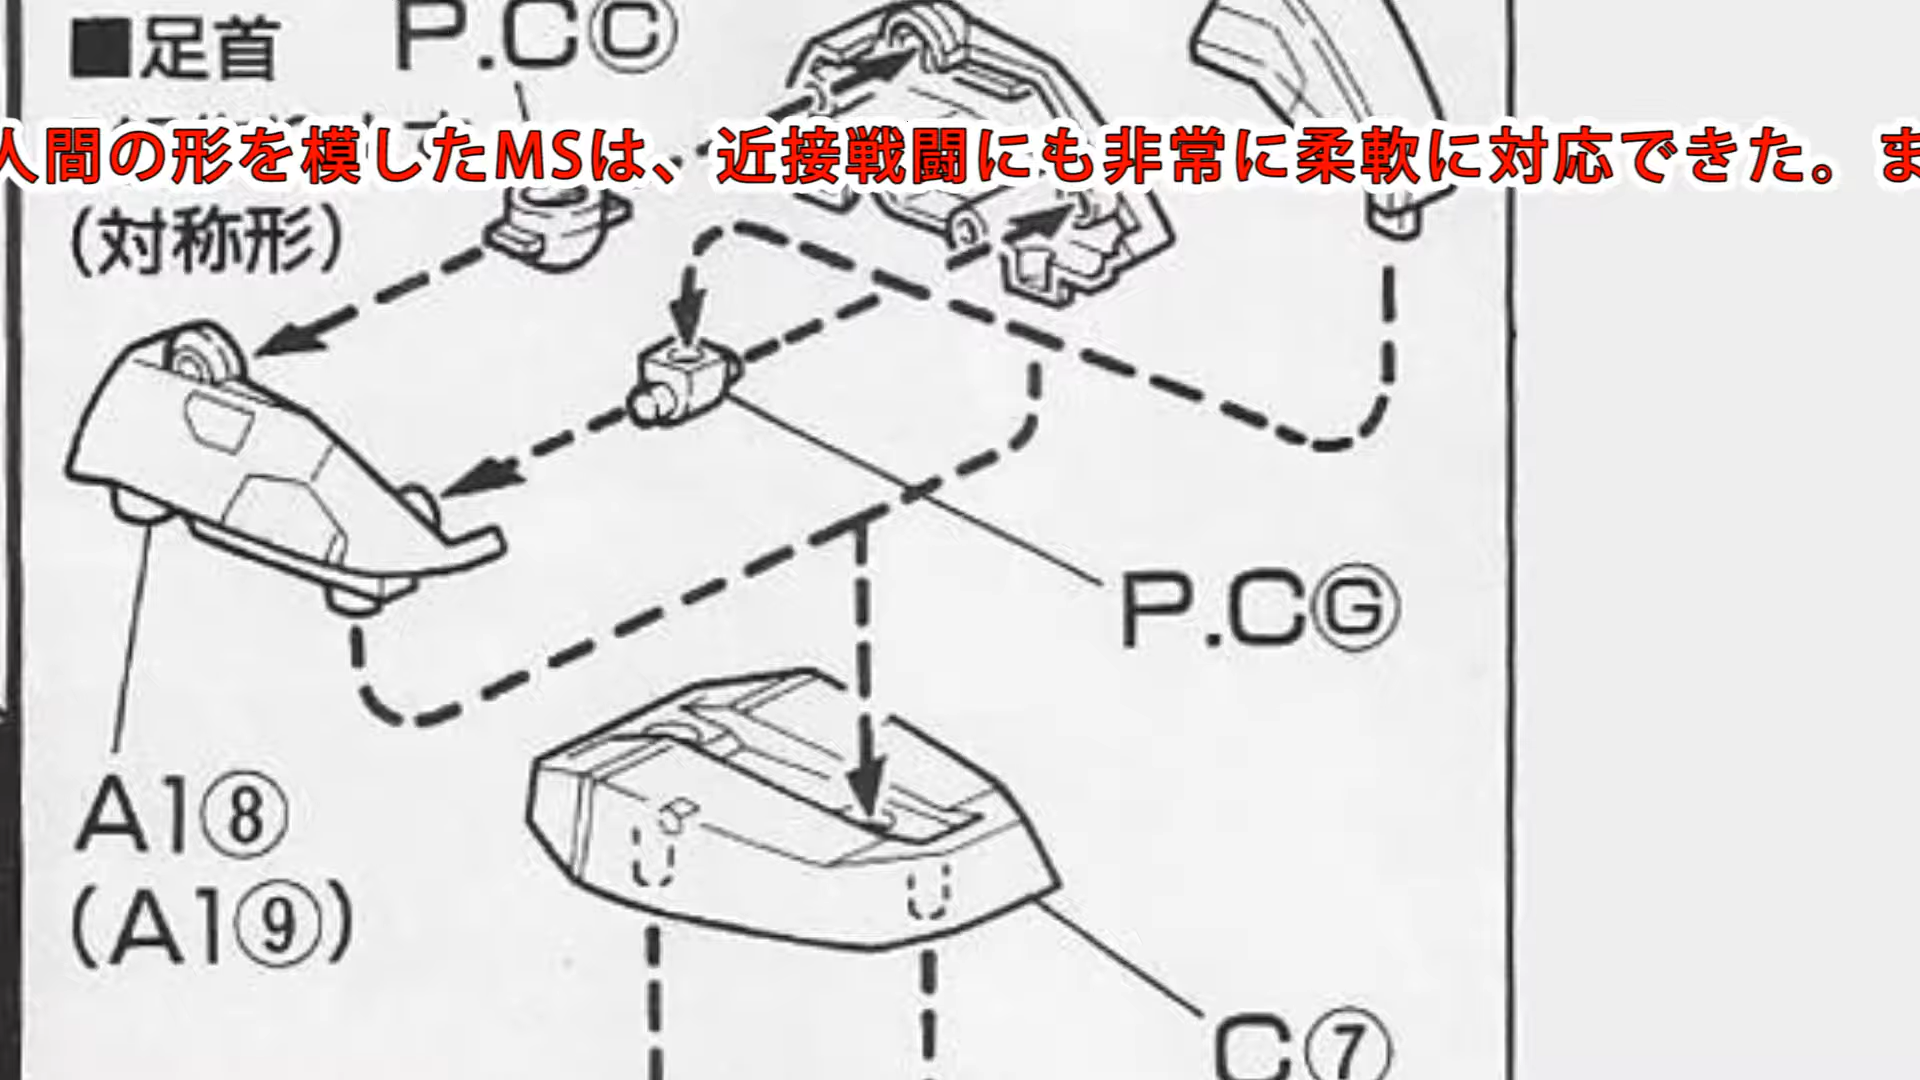 ■足首
P.CⒸ
人間の形を模したMSは、近接戦闘にも非常に柔軟に対応できた。ま
(対称形)
P.CⒼ
A1⑧
(A1⑨)
C⑦